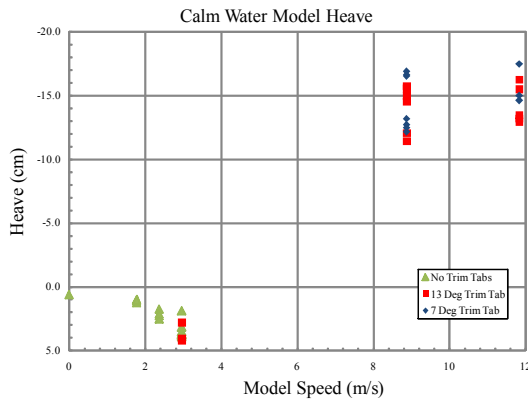 Calm Water Model Heave
-20.0
-15.0
-10.0
-5.0
0.0
5.0
Heave (cm)
No Trim Tabs
13 Deg Trim Tab
7 Deg Trim Tab
0 2 4 6 8 10 12
Model Speed (m/s)